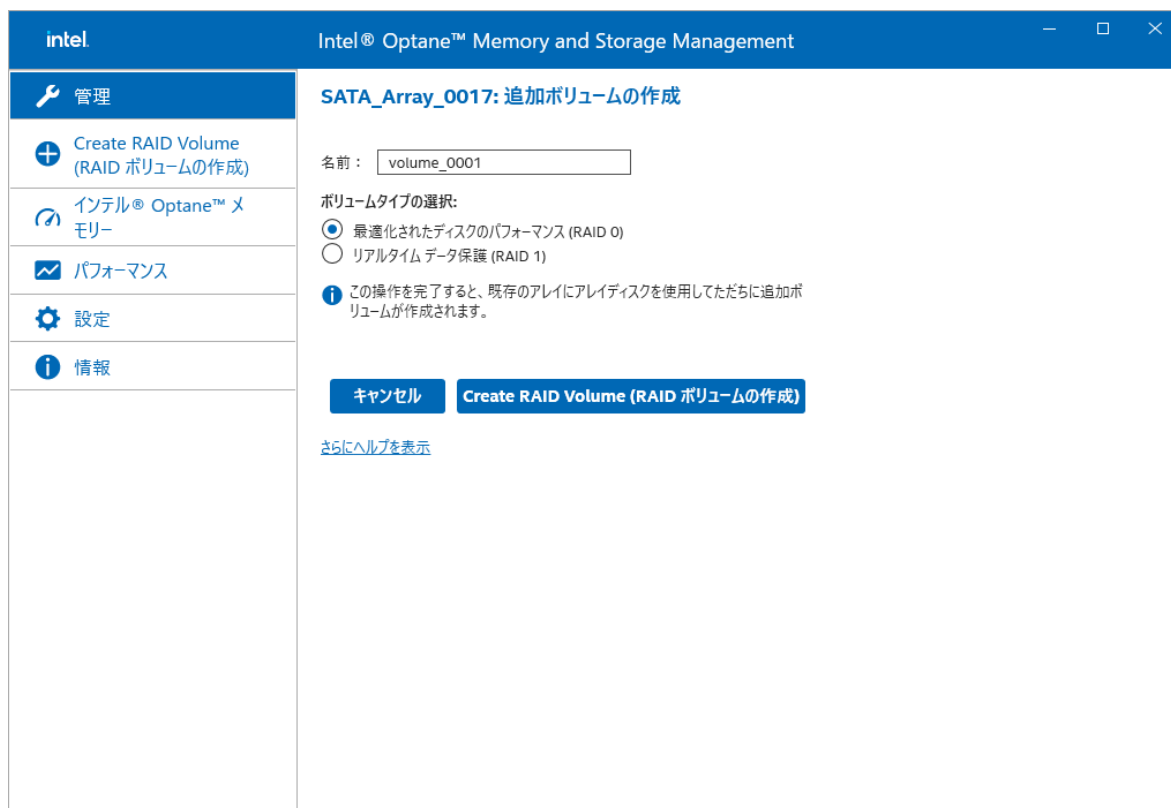 intel.
Intel® Optane™ Memory and Storage Management
管理
Create RAID Volume
(RAID ボリュームの作成)
インテル® Optane™ メ
モリー
パフォーマンス
設定
情報
SATA_Array_0017: 追加ボリュームの作成
名前： volume_0001
ボリュームタイプの選択:
最適化されたディスクのパフォーマンス (RAID 0)
リアルタイム データ保護 (RAID 1)
この操作を完了すると、既存のアレイにアレイディスクを使用してただちに追加ボ
リュームが作成されます。
キャンセル
Create RAID Volume (RAID ボリュームの作成)
さらにヘルプを表示